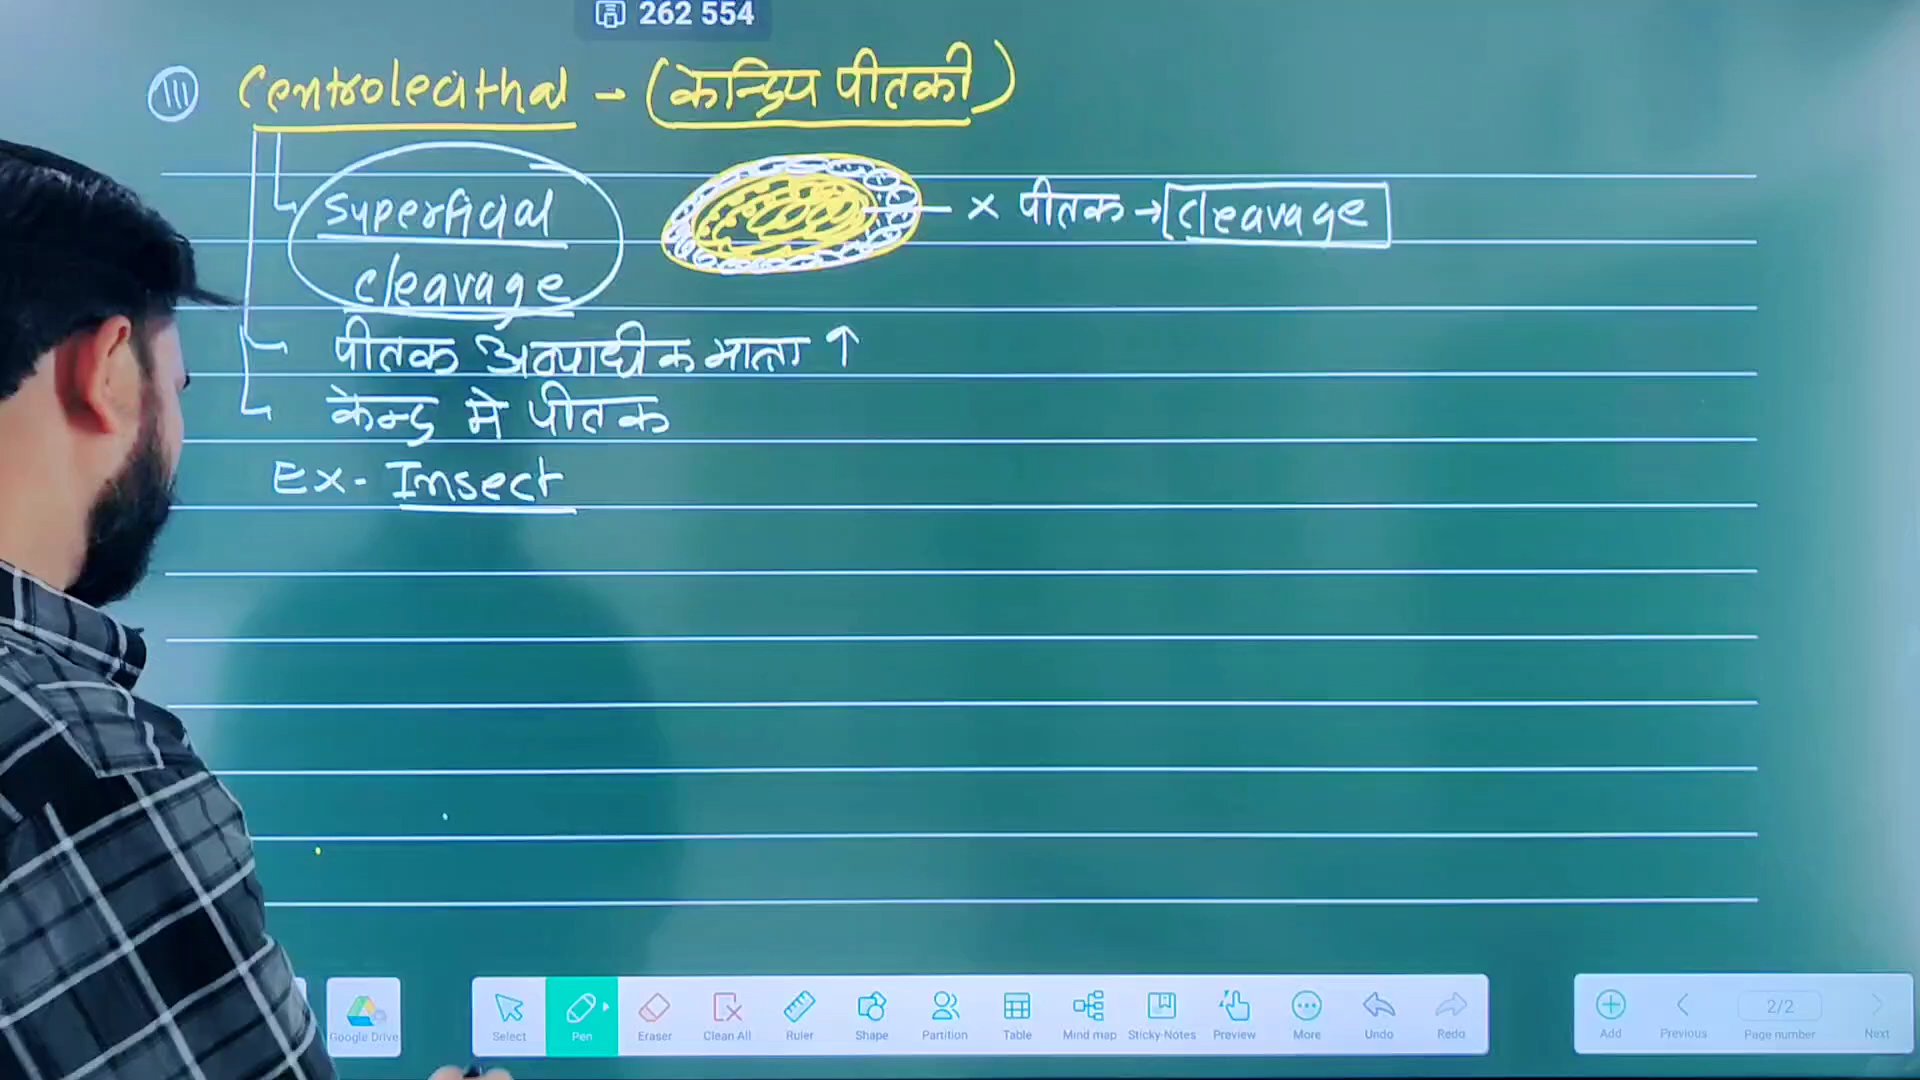 262 554
III Centrolecithal - (केन्द्रिय पीतकी)
superficial
cleavage
x पीतक → cleavage
पीतक अत्याधीक मात्रा ↑
केन्द्र मे पीतक
Ex- Insect
Google Drive
Select Pen Eraser Clean All Ruler Shape Partition Table Mind map Sticky-Notes Preview More Undo Redo
Add Previous 2/2 Page number Next